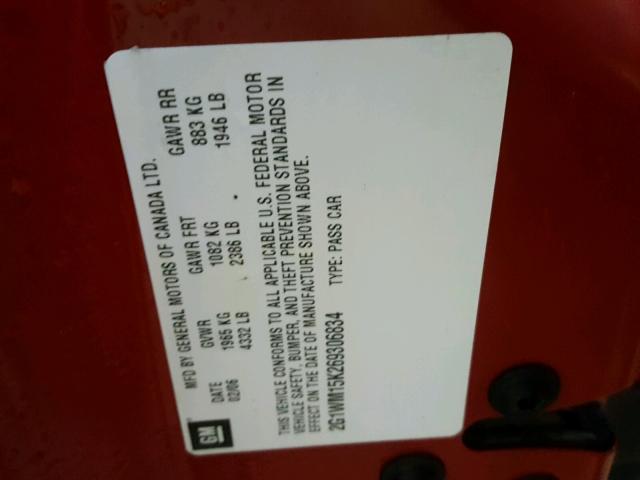 GM
MFD BY GENERAL MOTORS OF CANADA LTD.
DATE GVWR GAWR FRT GAWR RR
02/06 1965 KG 1082 KG 883 KG
4332 LB 2386 LB 1946 LB
THIS VEHICLE CONFORMS TO ALL APPLICABLE U.S. FEDERAL MOTOR
VEHICLE SAFETY, BUMPER, AND THEFT PREVENTION STANDARDS IN
EFFECT ON THE DATE OF MANUFACTURE SHOWN ABOVE.
2G1WM15K269306834 TYPE: PASS CAR